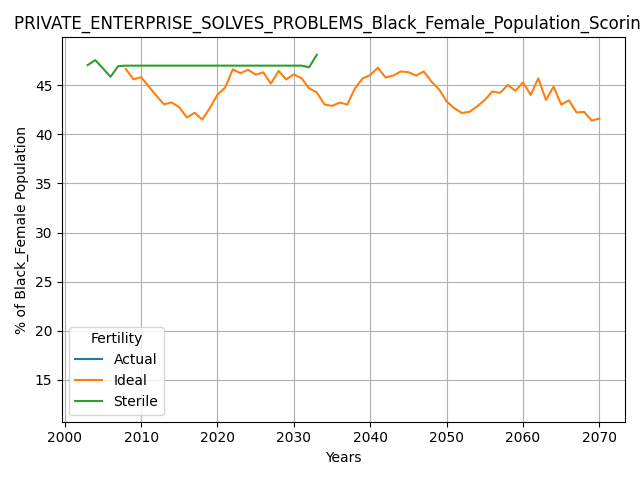 PRIVATE_ENTERPRISE_SOLVES_PROBLEMS_Black_Female_Population_Scorin
% of Black_Female Population
45
40
35
30
25
20
15
Fertility
Actual
Ideal
Sterile
2000 2010 2020 2030 2040 2050 2060 2070
Years